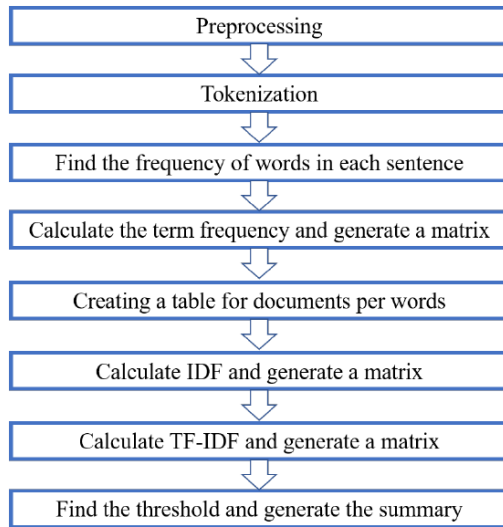 Preprocessing
Tokenization
Find the frequency of words in each sentence
Calculate the term frequency and generate a matrix
Creating a table for documents per words
Calculate IDF and generate a matrix
Calculate TF-IDF and generate a matrix
Find the threshold and generate the summary